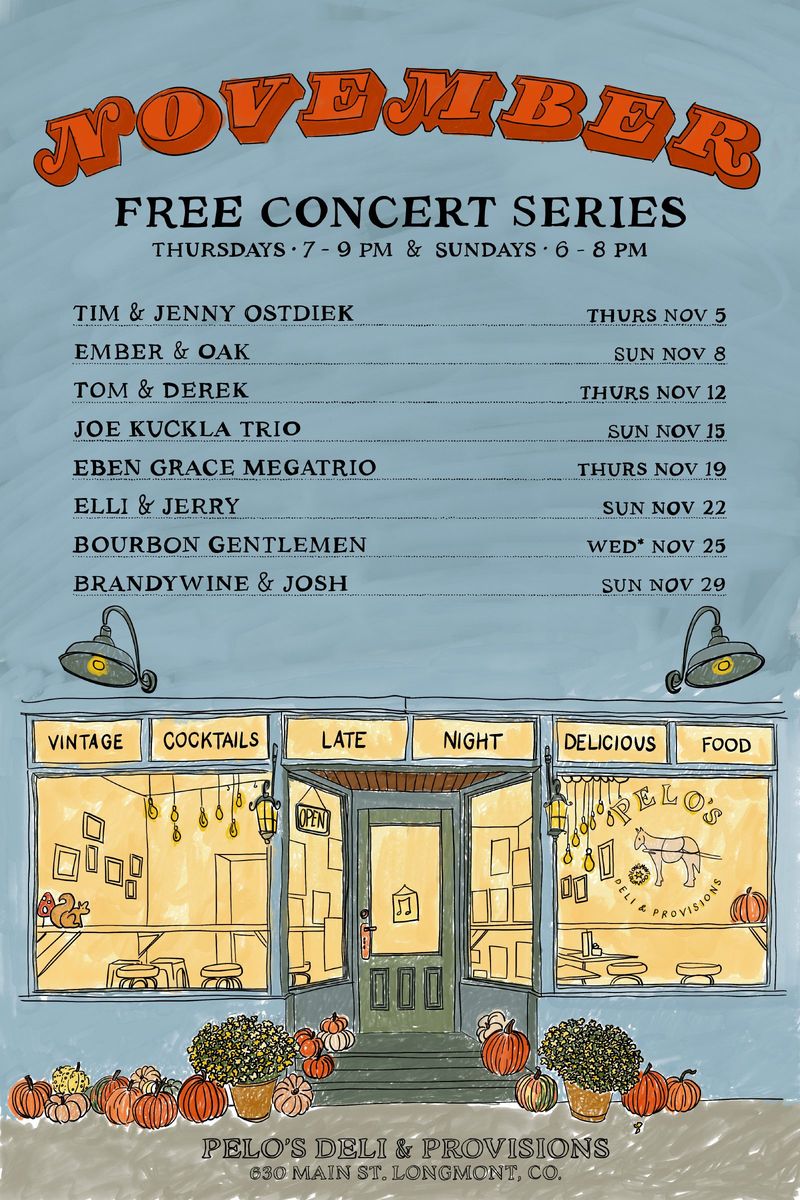 NOVEMBER
FREE CONCERT SERIES
THURSDAYS · 7 - 9 PM & SUNDAYS · 6 - 8 PM
TIM & JENNY OSTDIEK THURS NOV 5
EMBER & OAK SUN NOV 8
TOM & DEREK THURS NOV 12
JOE KUCKLA TRIO SUN NOV 15
EBEN GRACE MEGATRIO THURS NOV 19
ELLI & JERRY SUN NOV 22
BOURBON GENTLEMEN WED* NOV 25
BRANDYWINE & JOSH SUN NOV 29
VINTAGE COCKTAILS LATE NIGHT DELICIOUS FOOD
OPEN
PELO'S
DELI & PROVISIONS
PELO'S DELI & PROVISIONS
630 MAIN ST. LONGMONT, CO.